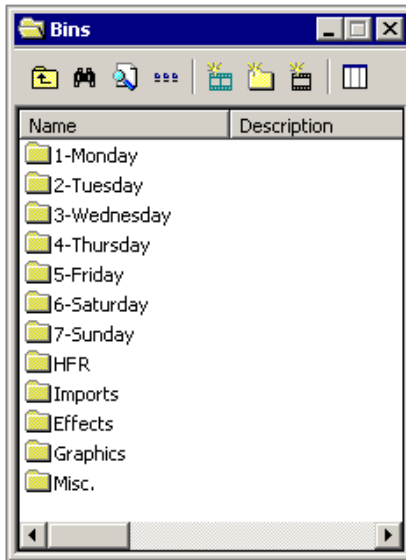 Bins
Name Description
1-Monday
2-Tuesday
3-Wednesday
4-Thursday
5-Friday
6-Saturday
7-Sunday
HFR
Imports
Effects
Graphics
Misc.